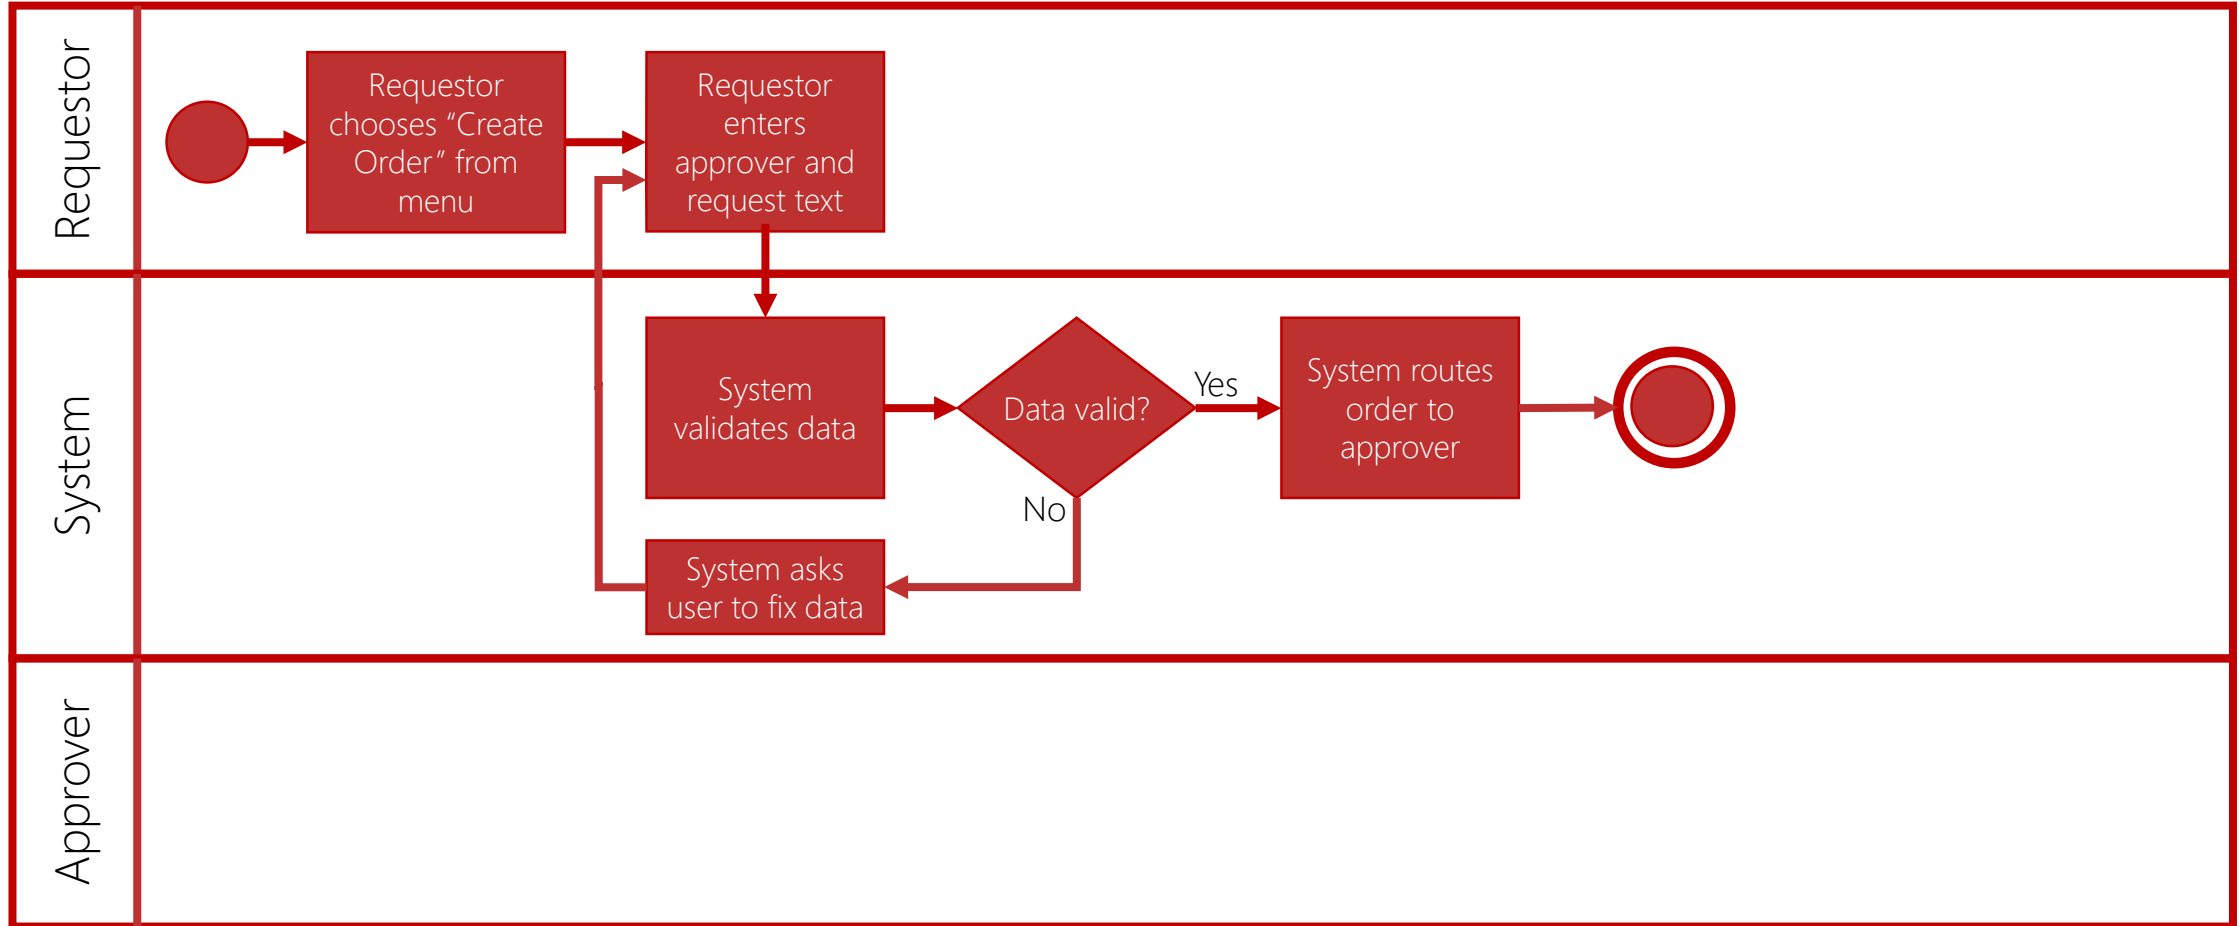 Requestor
Requestor
chooses “Create
Order” from
menu
Requestor
enters
approver and
request text
System
System
validates data
Data valid?
Yes
No
System routes
order to
approver
System asks
user to fix data
Approver